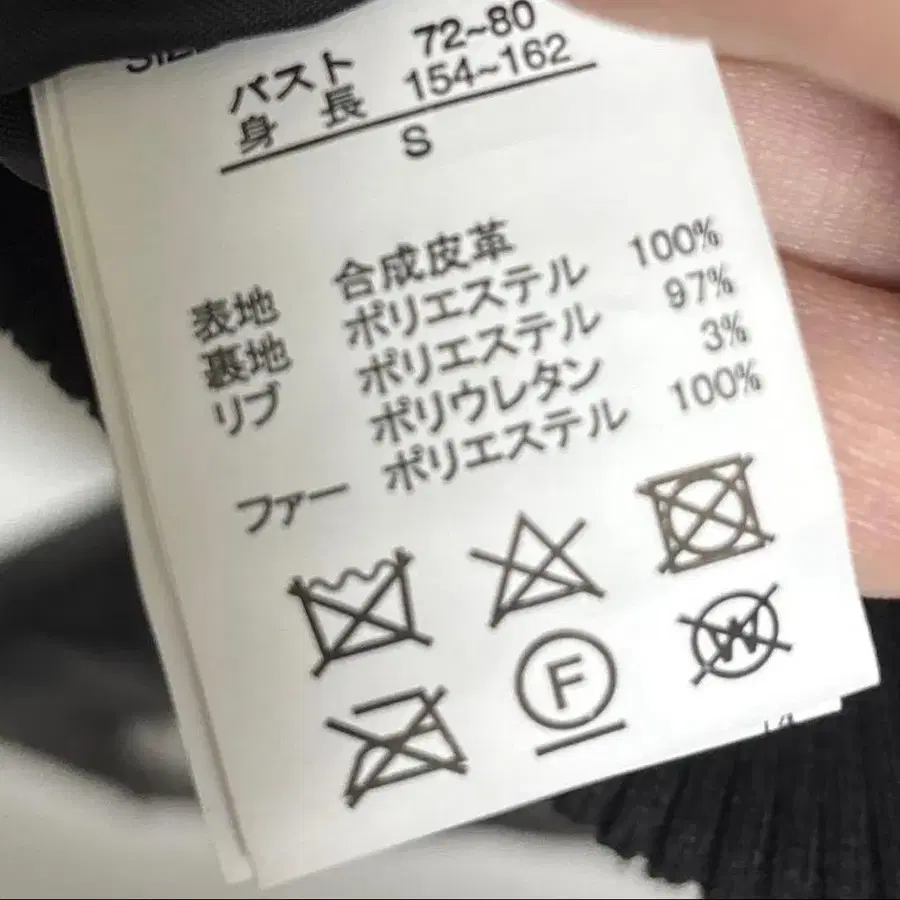 SIZE
バスト 72~80
身長 154~162
S
表地 合成皮革
裏地 ポリエステル 100%
リブ ポリエステル 97%
ポリウレタン 3%
ファー ポリエステル 100%
F
W